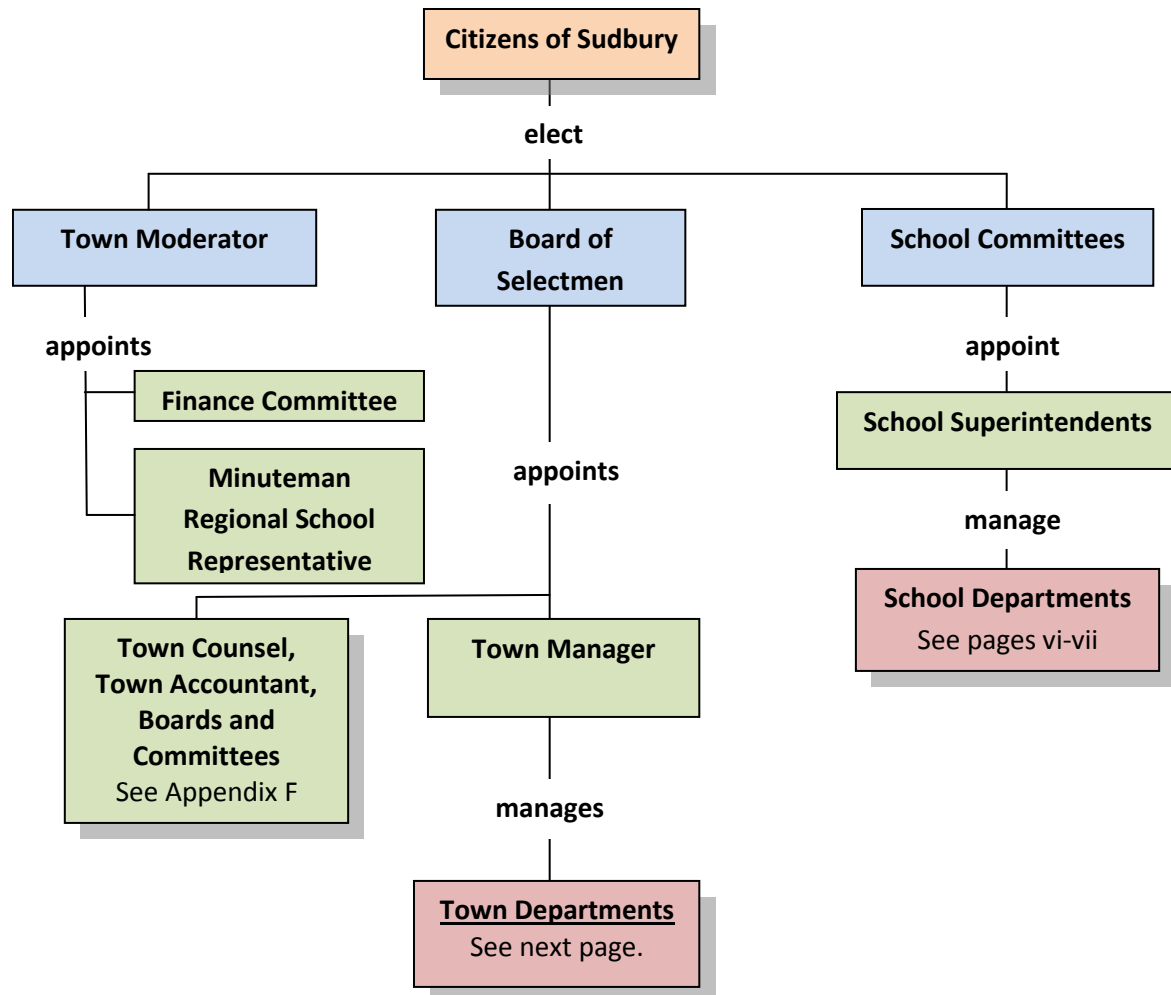 Citizens of Sudbury
elect
Town Moderator
Board of
Selectmen
School Committees
appoints
appoint
Finance Committee
School Superintendents
Minuteman
Regional School
Representative
appoints
manage
School Departments
See pages vi-vii
Town Counsel,
Town Accountant,
Boards and
Committees
See Appendix F
Town Manager
manages
Town Departments
See next page.